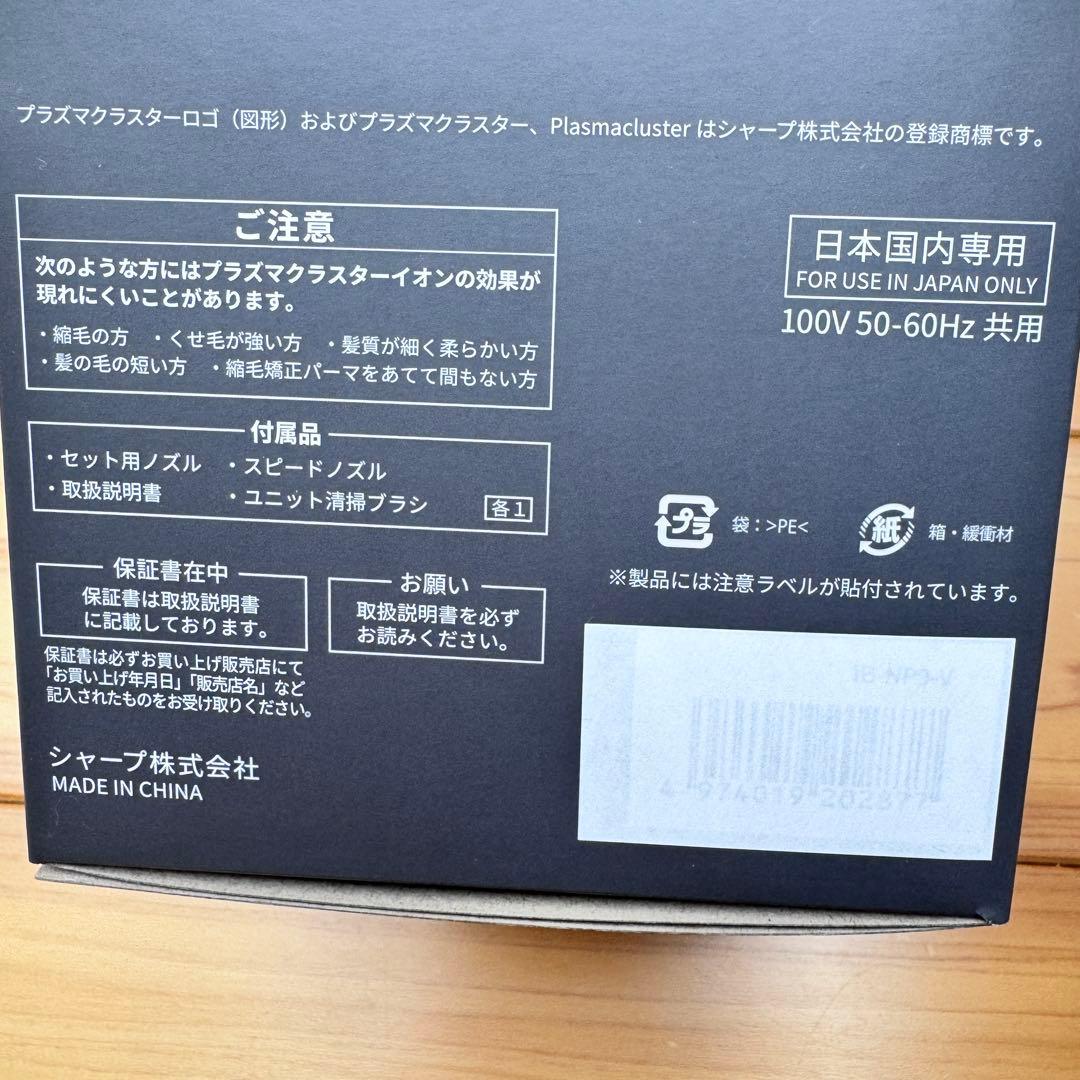 プラズマクラスターロゴ（図形）およびプラズマクラスター、Plasmacluster はシャープ株式会社の登録商標です。
ご注意
次のような方にはプラズマクラスターイオンの効果が
現れにくいことがあります。
・縮毛の方 ・くせ毛が強い方 ・髪質が細く柔らかい方
・髪の毛の短い方 ・縮毛矯正パーマをあてて間もない方
付属品
・セット用ノズル ・スピードノズル
・取扱説明書 ・ユニット清掃ブラシ 各1
保証書在中
保証書は取扱説明書
に記載しております。
お願い
取扱説明書を必ず
お読みください。
保証書は必ずお買い上げ販売店にて
「お買い上げ年月日」「販売店名」など
記入されたものをお受け取りください。
シャープ株式会社
MADE IN CHINA
日本国内専用
FOR USE IN JAPAN ONLY
100V 50-60Hz 共用
プラ 袋：>PE< 紙 箱・緩衝材
※製品には注意ラベルが貼付されています。